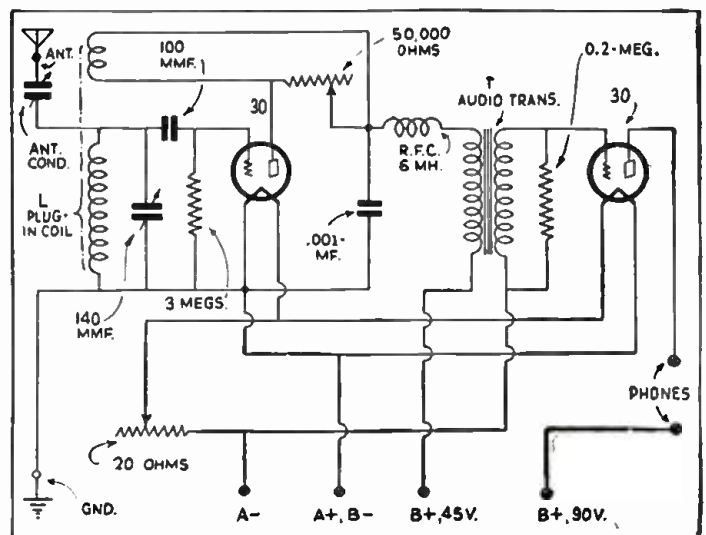 ANT.
100
MMF.
50,000
OHMS
0.2-MEG.
30
T
AUDIO TRANS.
30
ANT.
COND.
R.F.C.
6 MH.
L
PLUG-
IN COIL
.001-
MF.
3 MEGS.
140
MMF.
PHONES
20 OHMS
GND.
A-
A+, B-
B+,45V.
B+,90V.